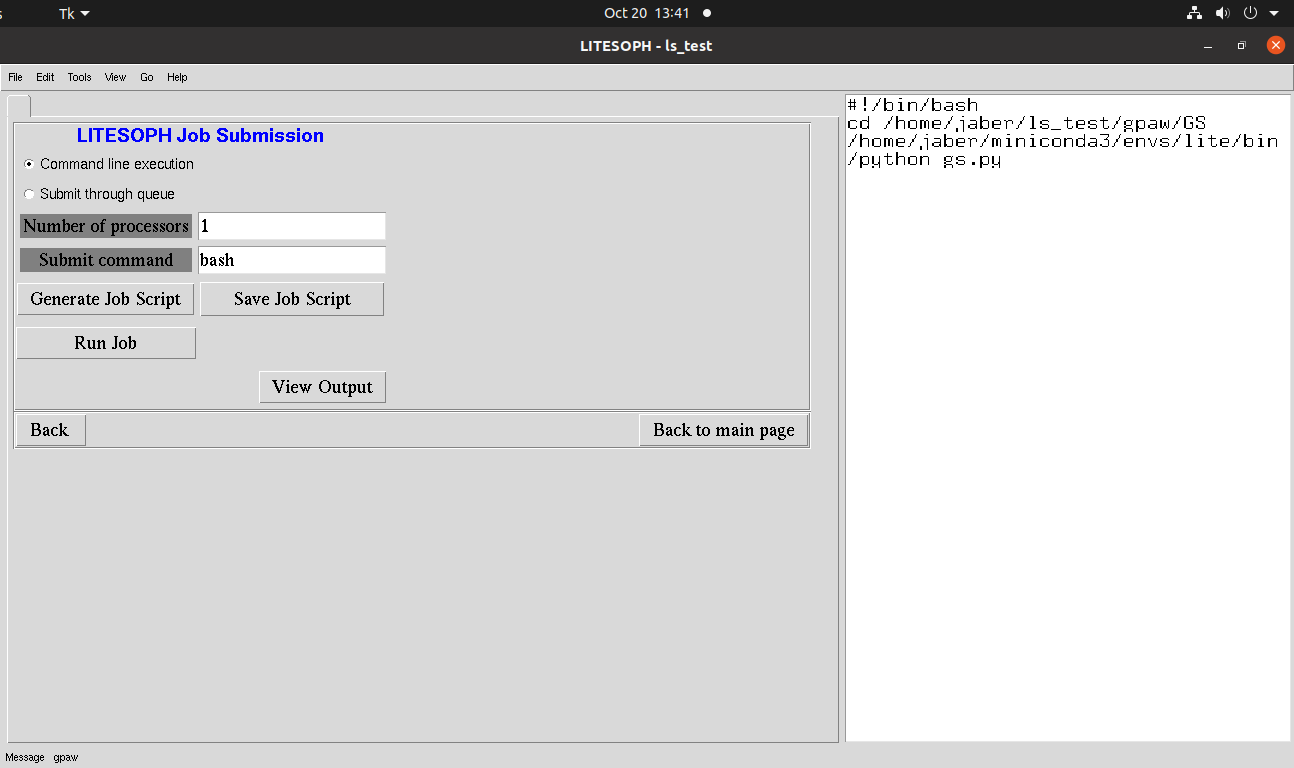 Tk
Oct 20 13:41
LITESOPH - ls_test
File Edit Tools View Go Help
LITESOPH Job Submission
Command line execution
Submit through queue
Number of processors 1
Submit command bash
Generate Job Script Save Job Script
Run Job
View Output
Back Back to main page
#!/bin/bash
cd /home/jaber/ls_test/gpaw/GS
/home/jaber/miniconda3/envs/lite/bin
/python gs.py
Message gpaw